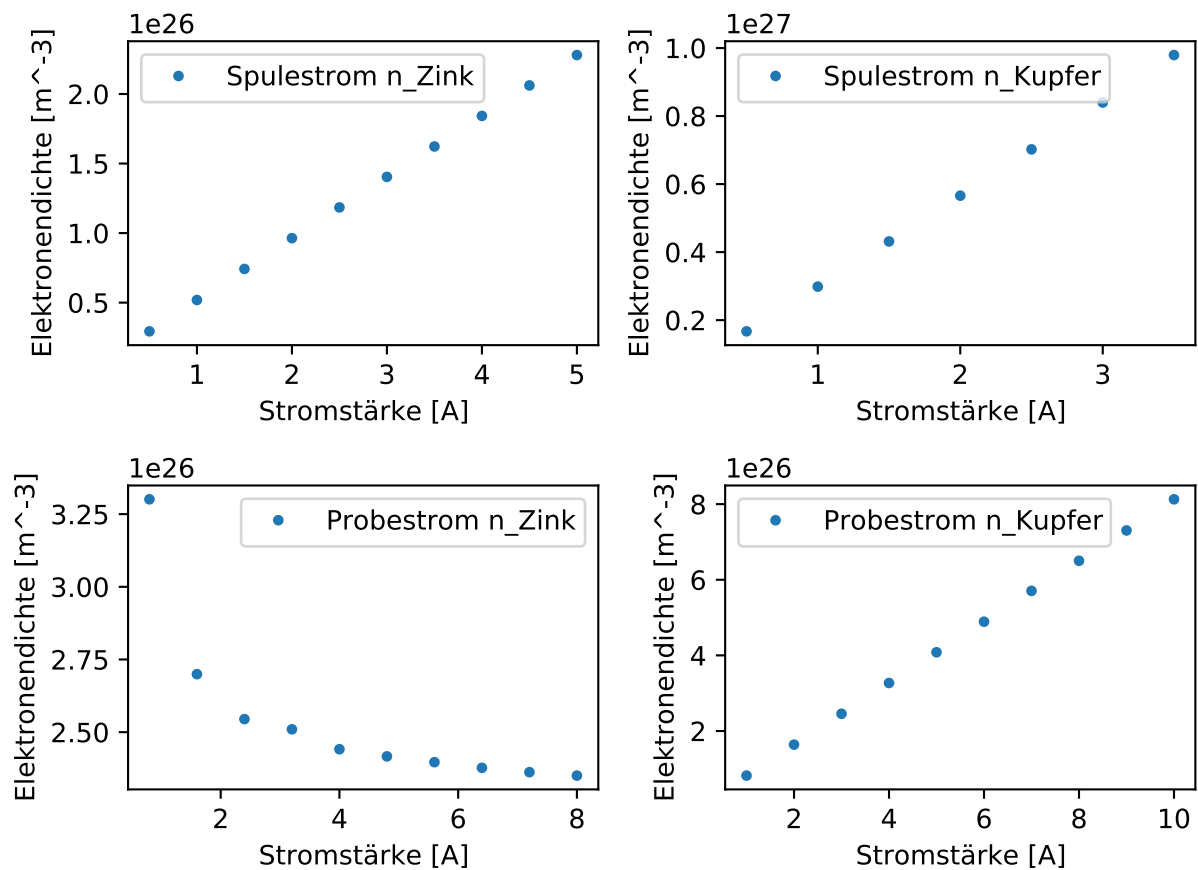 1e26
Elektronendichte [m^-3]
2.0
1.5
1.0
0.5
Spulestrom n_Zink
1 2 3 4 5
Stromstärke [A]
1e27
Elektronendichte [m^-3]
1.0
0.8
0.6
0.4
0.2
Spulestrom n_Kupfer
1 2 3
Stromstärke [A]
1e26
Elektronendichte [m^-3]
3.25
3.00
2.75
2.50
Probestrom n_Zink
2 4 6 8
Stromstärke [A]
1e26
Elektronendichte [m^-3]
8
6
4
2
Probestrom n_Kupfer
2 4 6 8 10
Stromstärke [A]